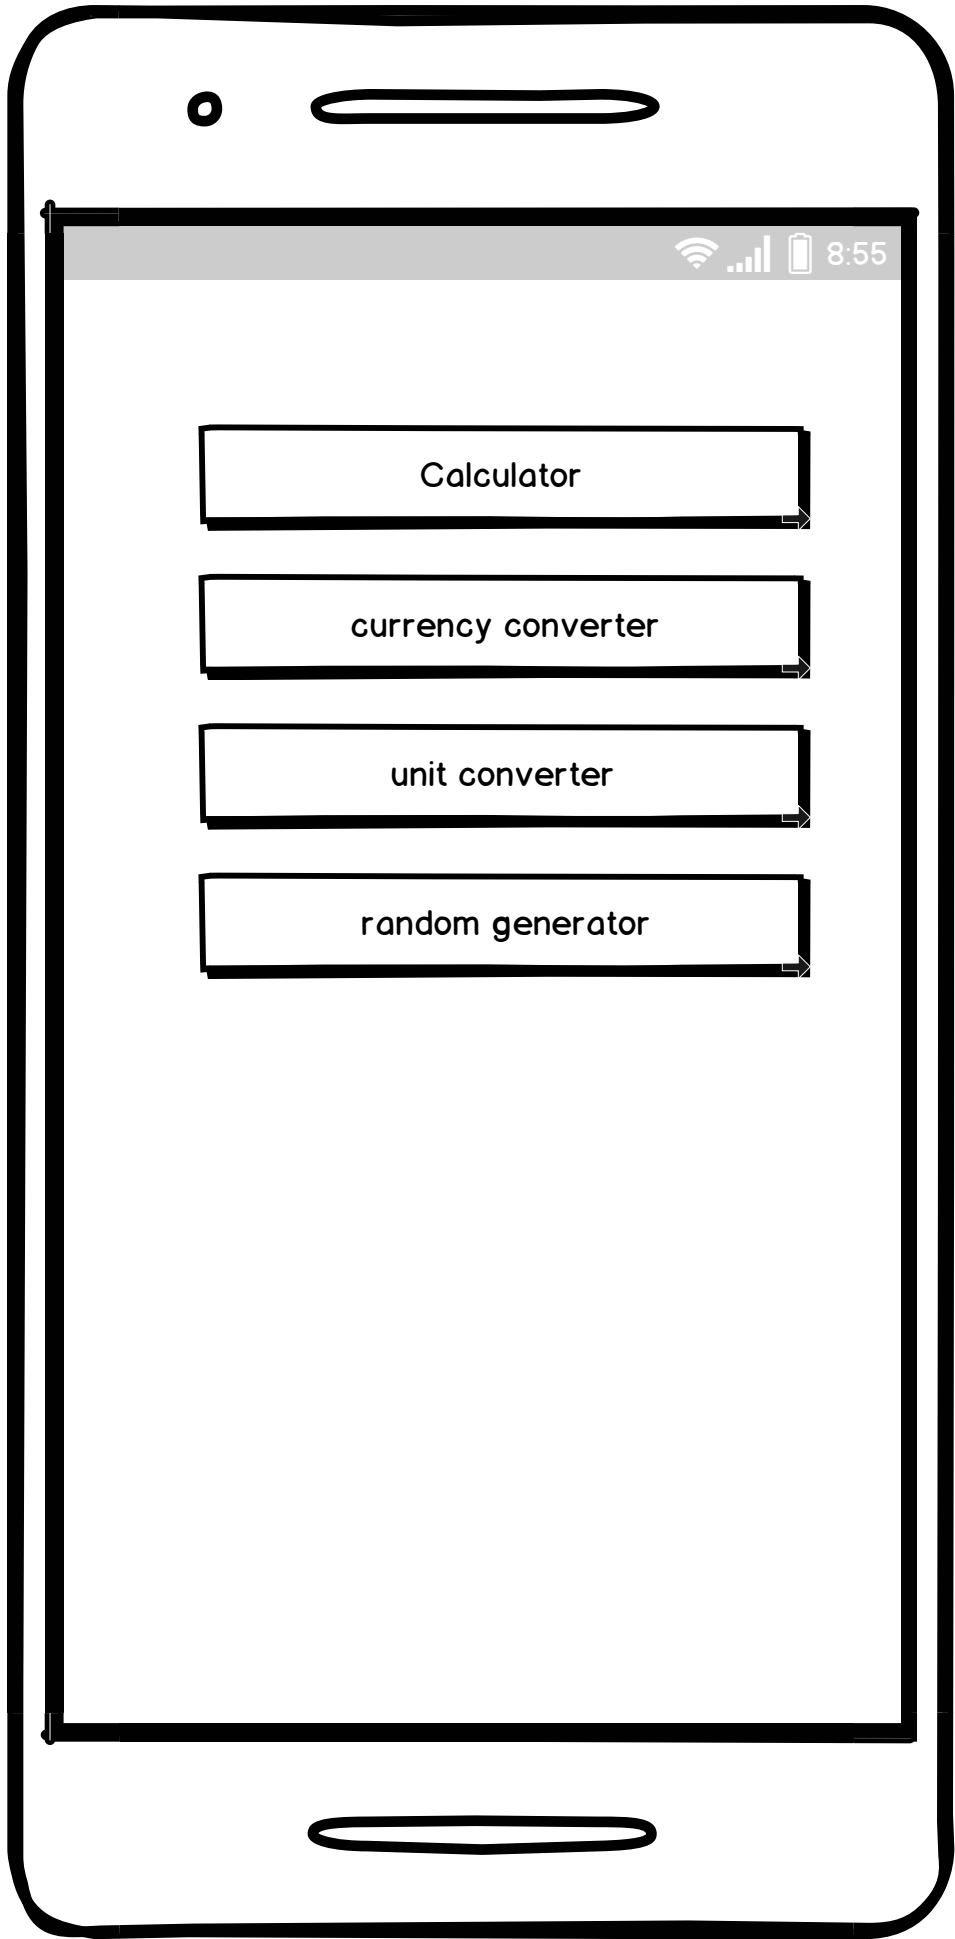 8:55
Calculator
currency converter
unit converter
random generator